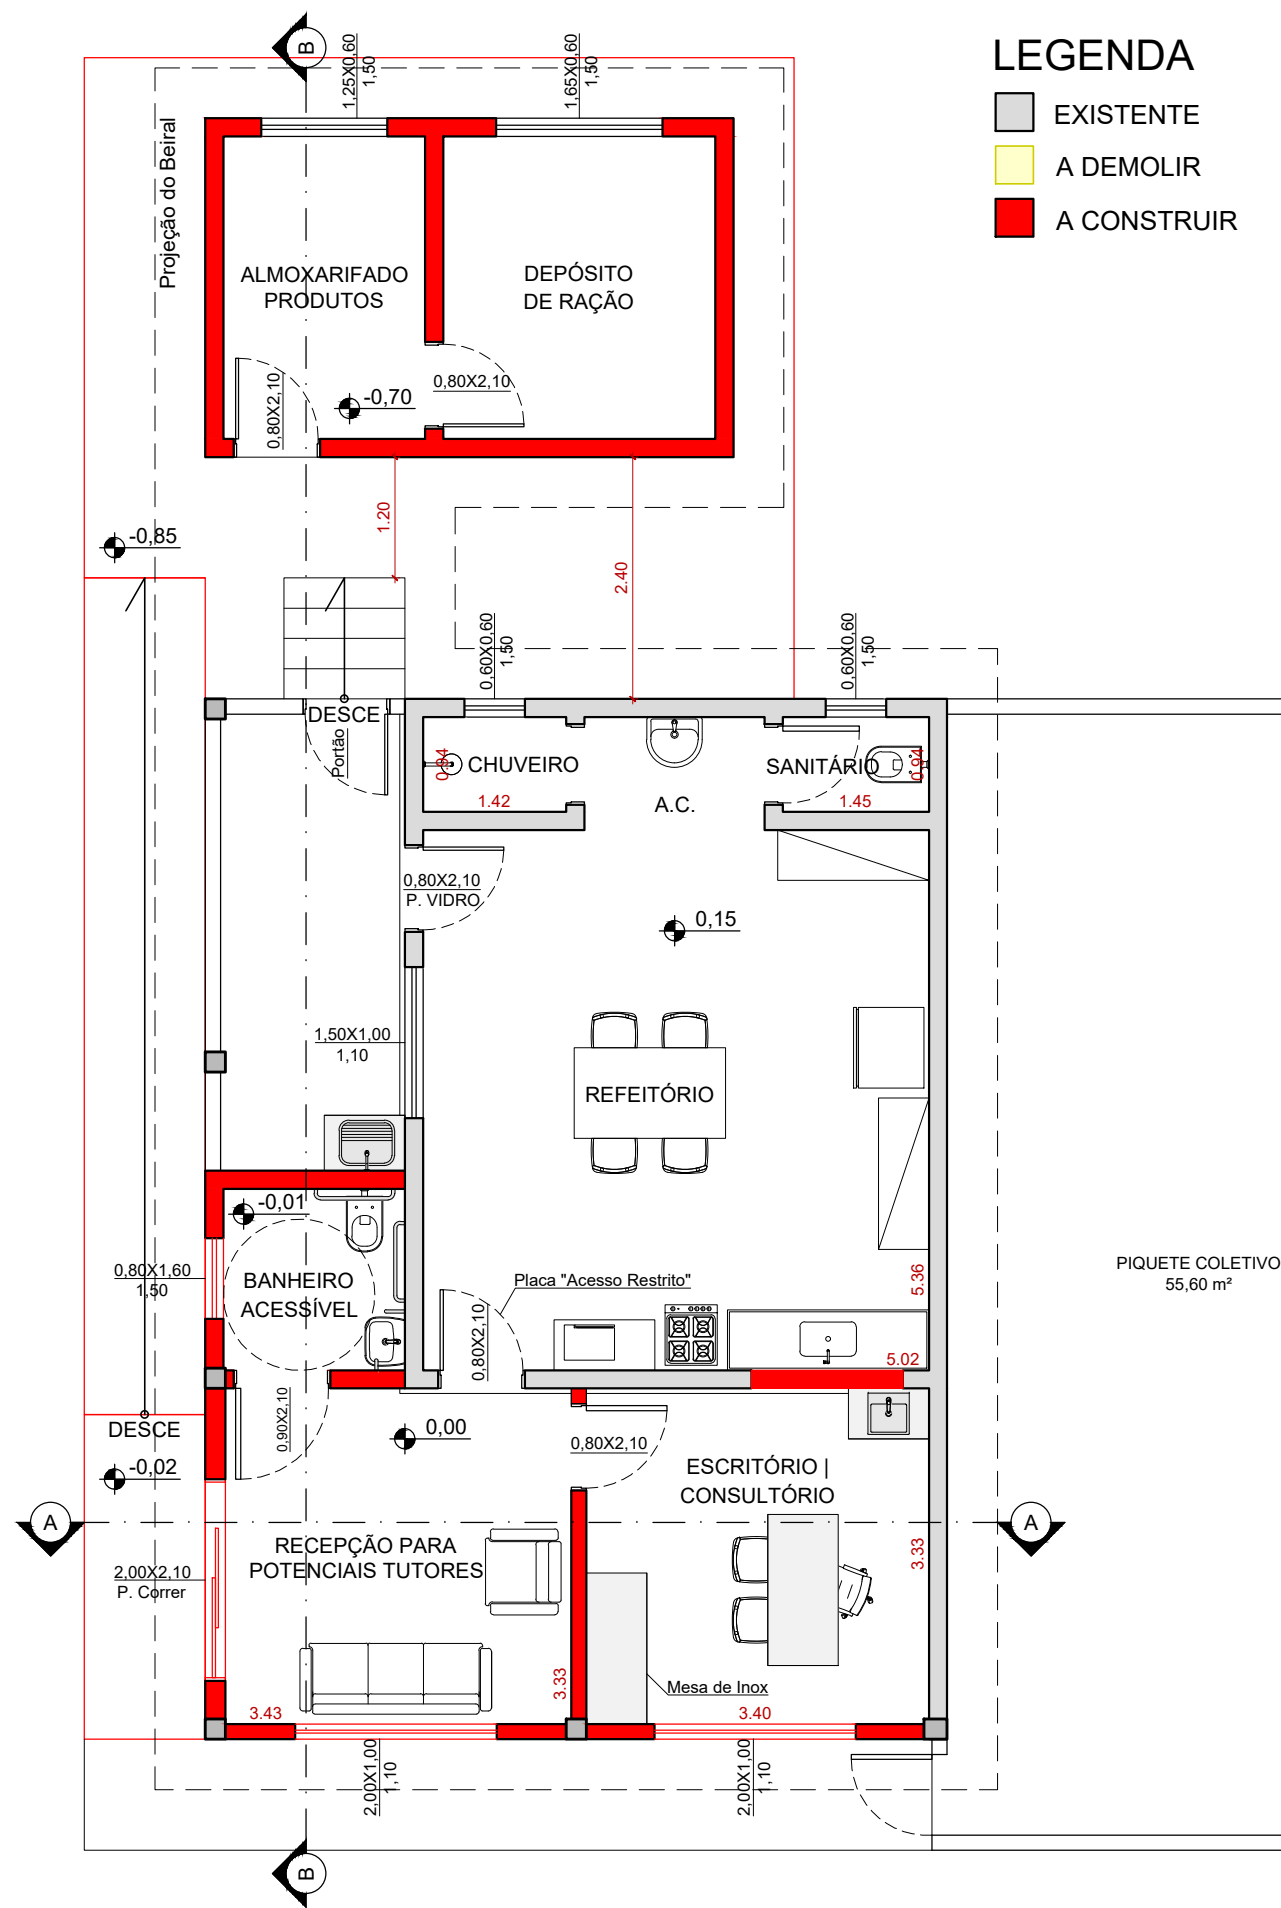 LEGENDA
EXISTENTE
A DEMOLIR
A CONSTRUIR
B
1,25X0,60
1,50
1,65X0,60
1,50
Projeção do Beiral
ALMOXARIFADO
PRODUTOS
DEPÓSITO
DE RAÇÃO
0,80X2,10
0,80X2,10
-0,70
1.20
2.40
-0,85
0,60X0,60
1,50
0,60X0,60
1,50
DESCE
Portão
0.94
CHUVEIRO
1.42
A.C.
SANITÁRIO
0.94
1.45
0,80X2,10
P. VIDRO
0,15
1,50X1,00
1,10
REFEITÓRIO
-0,01
0,80X1,60
1,50
BANHEIRO
ACESSÍVEL
Placa "Acesso Restrito"
0,80X2,10
5.36
5.02
PIQUETE COLETIVO
55,60 m²
DESCE
-0,02
0,90X2,10
0,00
0,80X2,10
ESCRITÓRIO |
CONSULTÓRIO
A
A
RECEPÇÃO PARA
POTENCIAIS TUTORES
2,00X2,10
P. Correr
3.33
3.33
Mesa de Inox
3.43
3.40
2,00X1,00
1,10
2,00X1,00
1,10
B